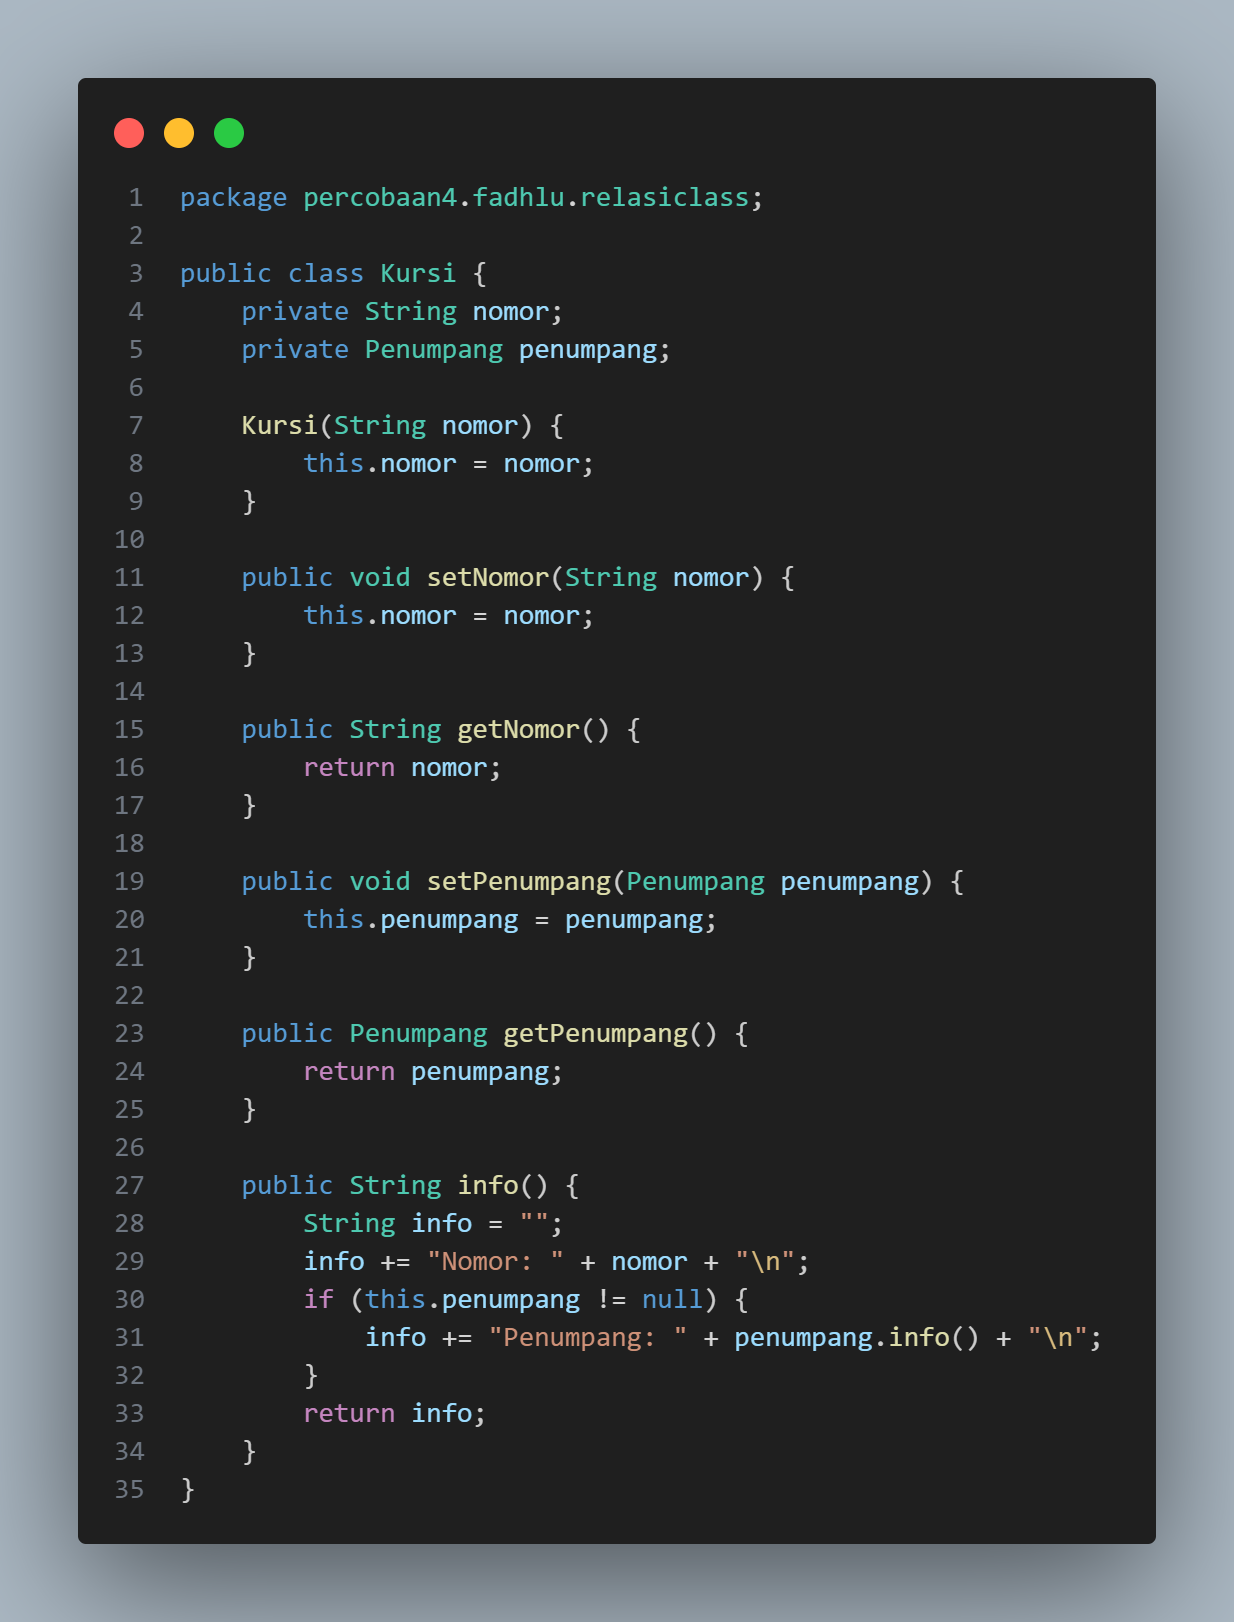 1 package percobaan4.fadhlu.relasiclass;
2
3 public class Kursi {
4     private String nomor;
5     private Penumpang penumpang;
6
7     Kursi(String nomor) {
8         this.nomor = nomor;
9     }
10
11     public void setNomor(String nomor) {
12         this.nomor = nomor;
13     }
14
15     public String getNomor() {
16         return nomor;
17     }
18
19     public void setPenumpang(Penumpang penumpang) {
20         this.penumpang = penumpang;
21     }
22
23     public Penumpang getPenumpang() {
24         return penumpang;
25     }
26
27     public String info() {
28         String info = "";
29         info += "Nomor: " + nomor + "\n";
30         if (this.penumpang != null) {
31             info += "Penumpang: " + penumpang.info() + "\n";
32         }
33         return info;
34     }
35 }